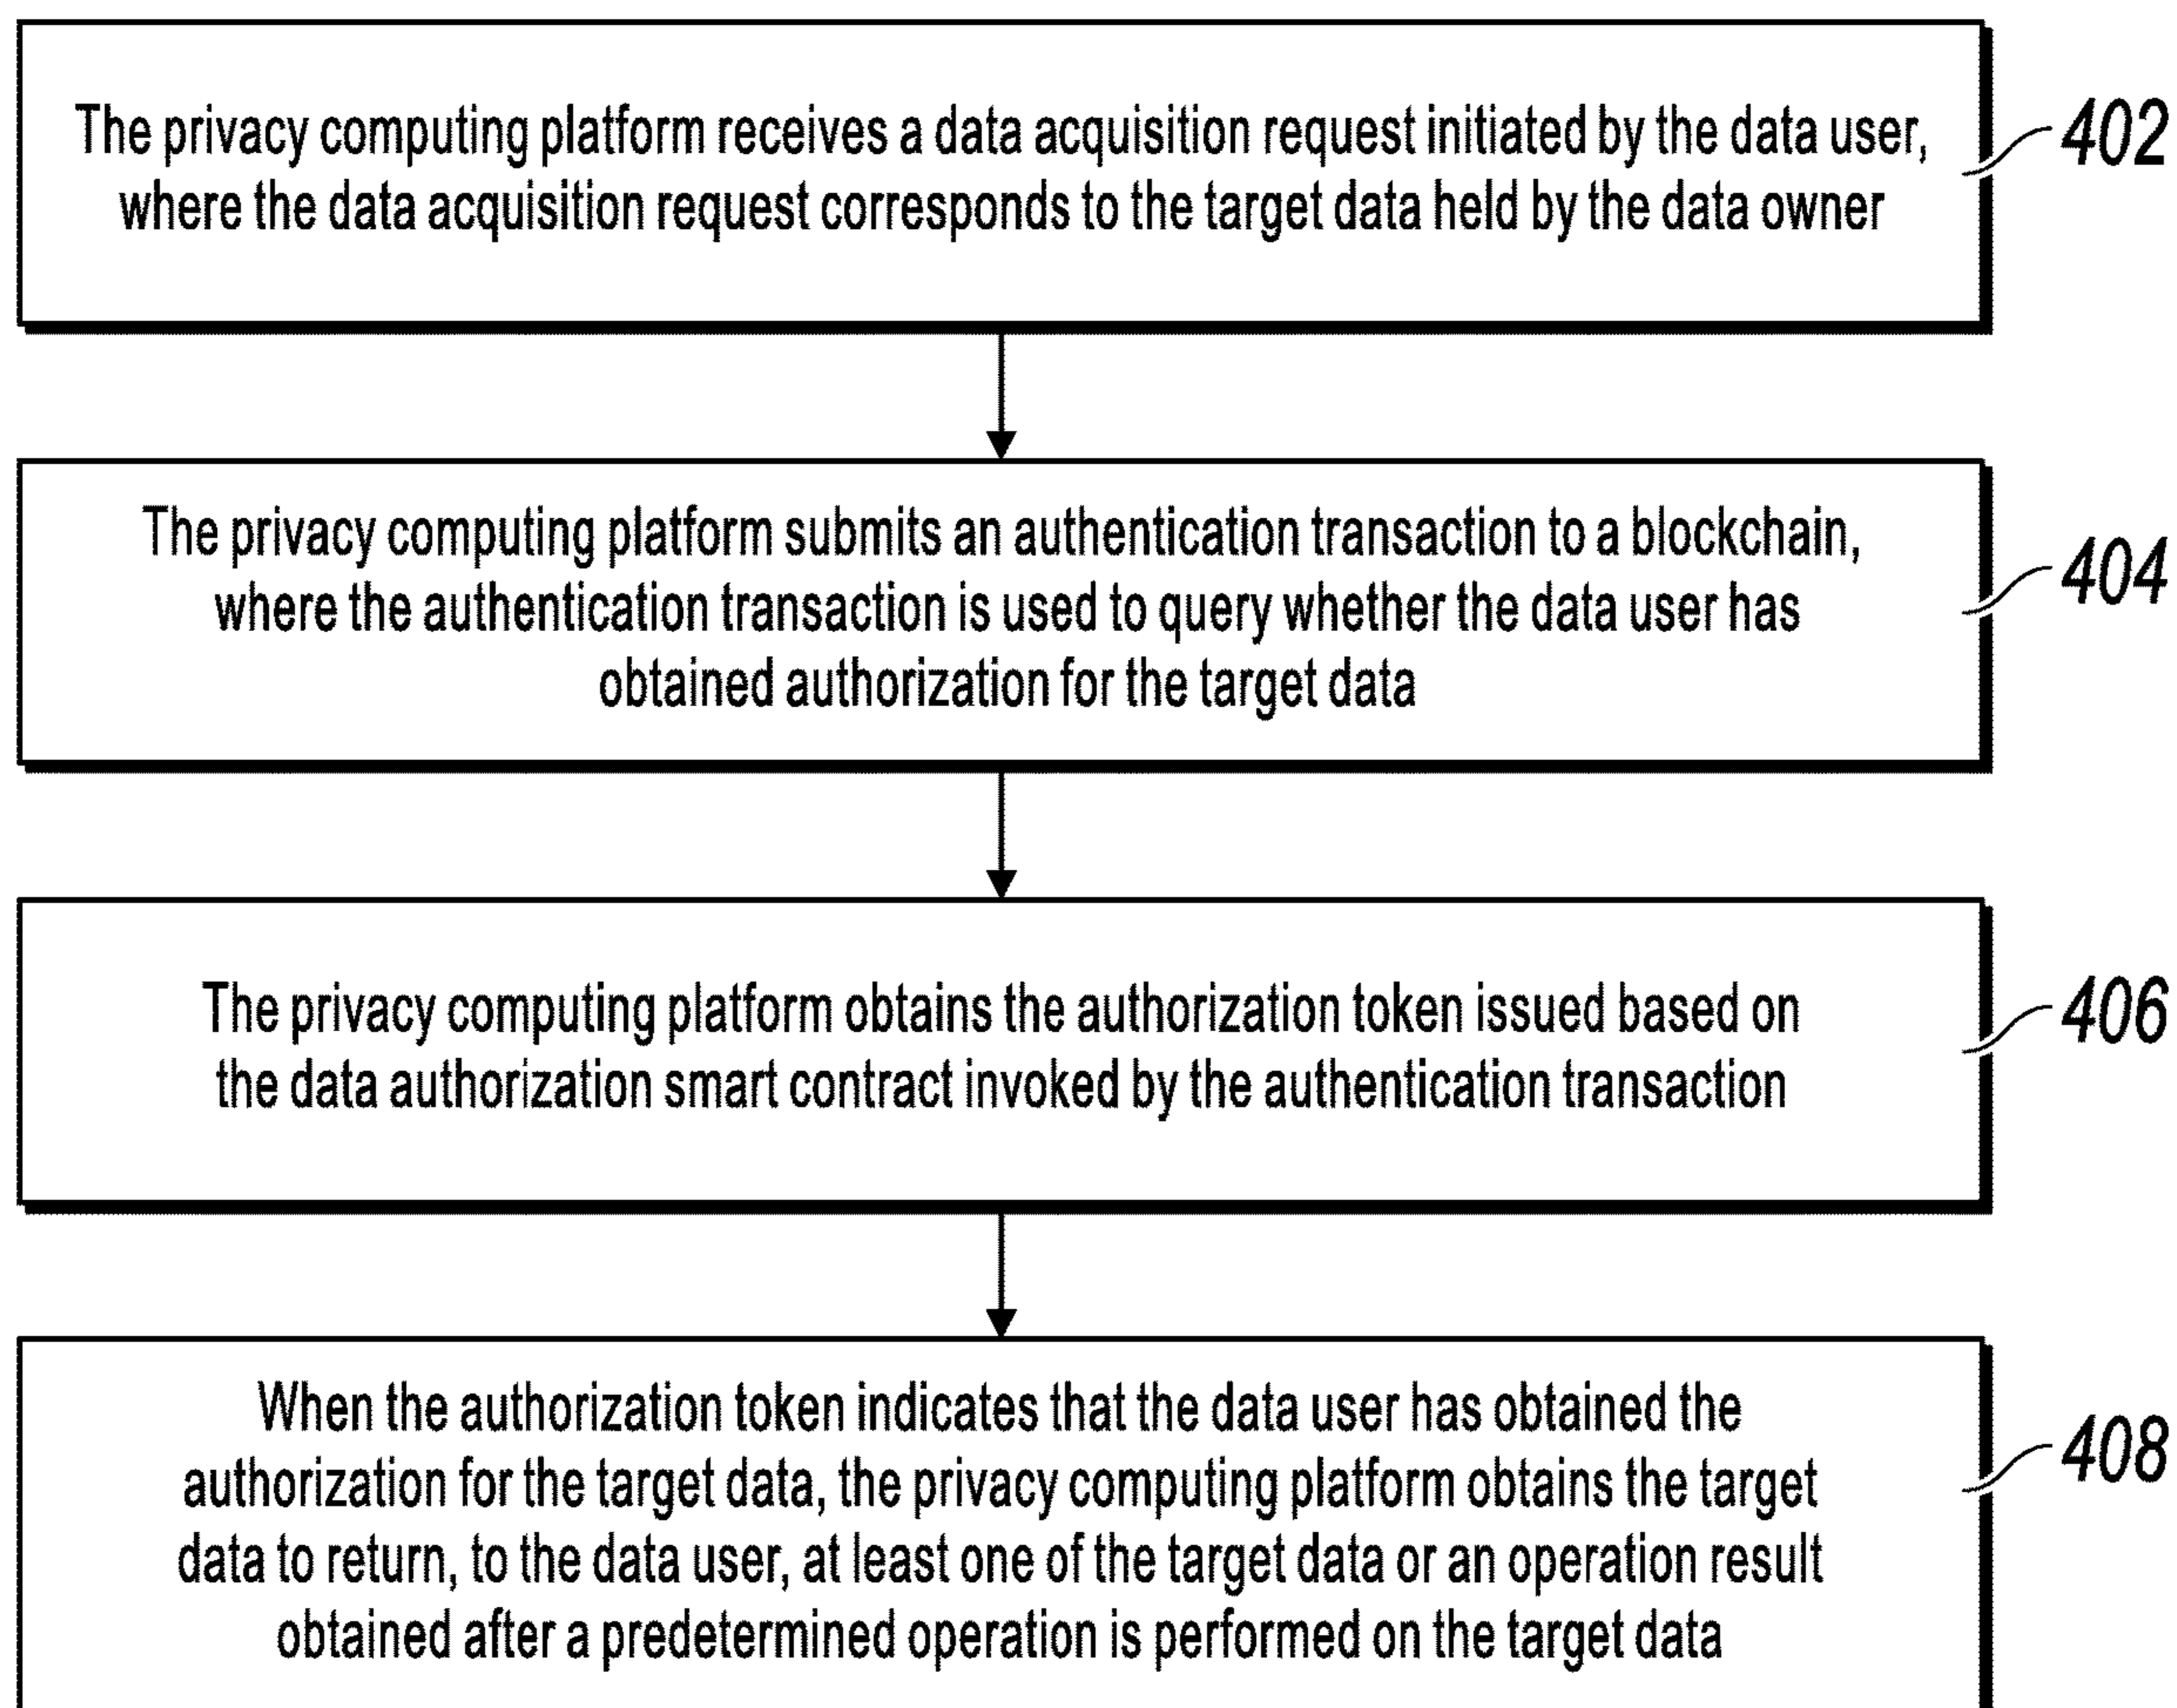 The privacy computing platform receives a data acquisition request initiated by the data user,
where the data acquisition request corresponds to the target data held by the data owner
402
The privacy computing platform submits an authentication transaction to a blockchain,
where the authentication transaction is used to query whether the data user has
obtained authorization for the target data
404
The privacy computing platform obtains the authorization token issued based on
the data authorization smart contract invoked by the authentication transaction
406
When the authorization token indicates that the data user has obtained the
authorization for the target data, the privacy computing platform obtains the target
data to return, to the data user, at least one of the target data or an operation result
obtained after a predetermined operation is performed on the target data
408